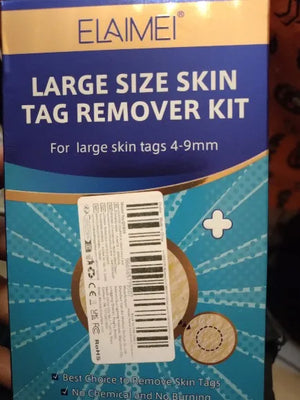 ELAIMEI®
LARGE SIZE SKIN
TAG REMOVER KIT
For large skin tags 4-9mm
RoHS
Best Choice to Remove Skin Tags
No Chemical and No Burning